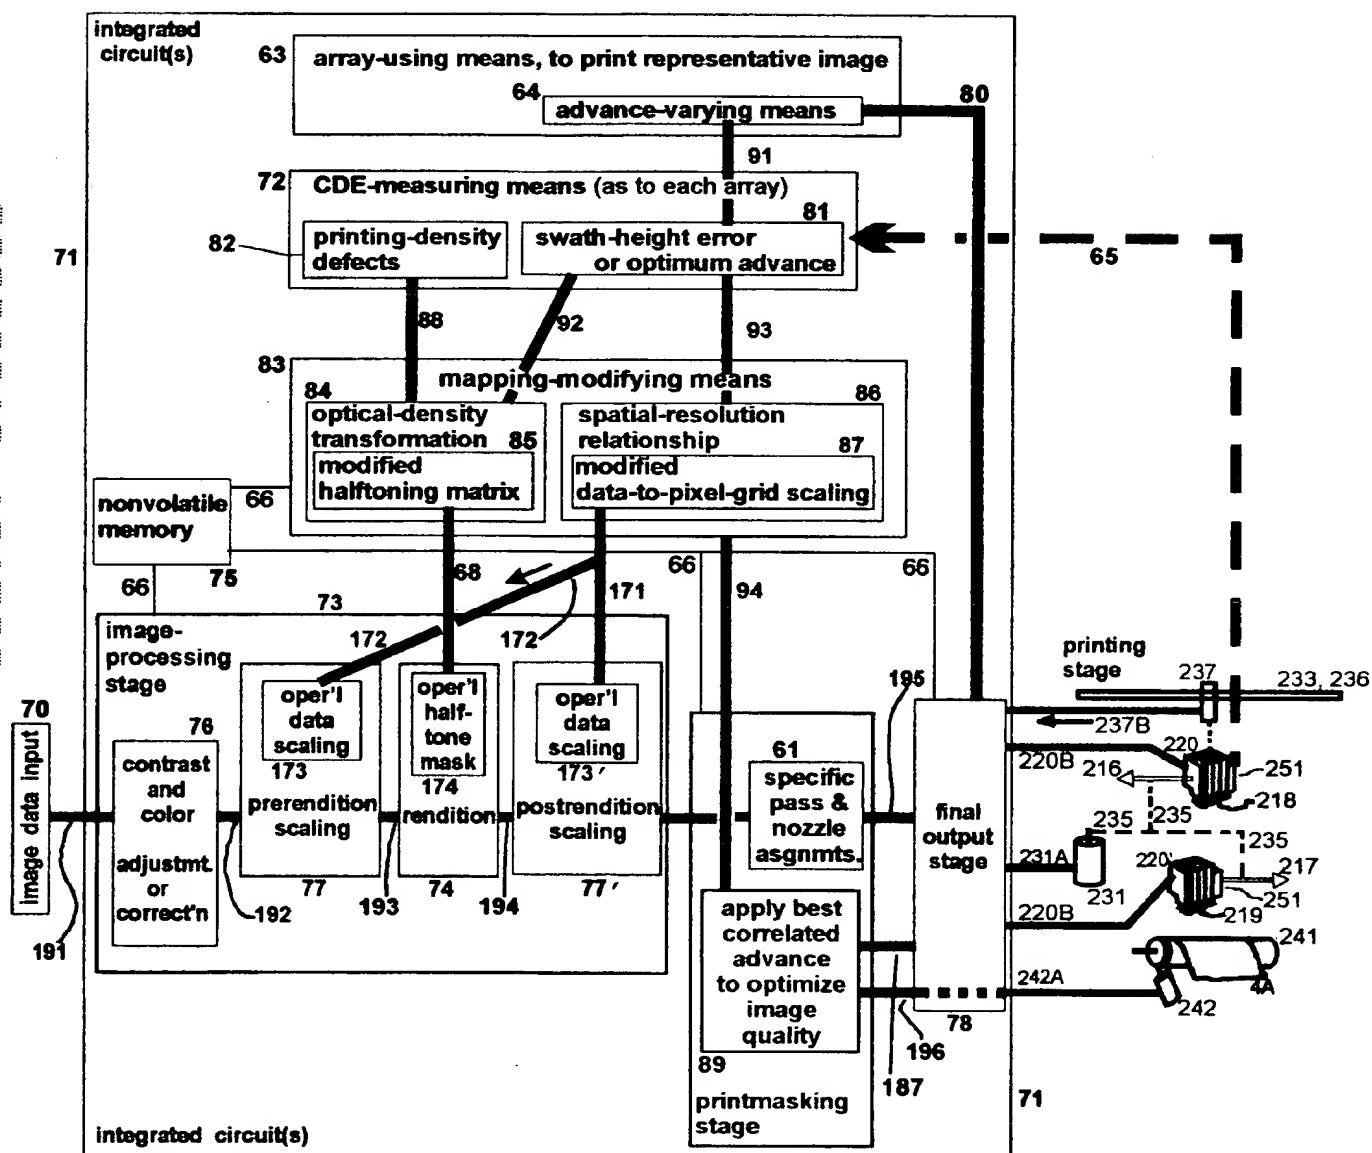 integrated
circuit(s)
63
array-using means, to print representative image
64
advance-varying means
80
91
72
CDE-measuring means (as to each array)
81
82
printing-density
defects
swath-height error
or optimum advance
71
65
88
92
93
83
mapping-modifying means
84
86
optical-density
transformation
85
modified
halftoning matrix
spatial-resolution
relationship
87
modified
data-to-pixel-grid scaling
nonvolatile
memory
66
75
66
68
171
66
94
66
73
172
172
image-
processing
stage
printing
stage
237
233, 236
195
237B
70
image data input
76
contrast
and
color
adjustmt.
or
correct'n
oper'l
data
scaling
173
prerendition
scaling
77
oper'l
half-
tone
mask
174
rendition
74
oper'l
data
scaling
173'
postrendition
scaling
77'
61
specific
pass &
nozzle
asgnmts.
final
output
stage
220B
220
216
251
218
235
235
235
231A
231
220'
217
251
219
220B
191
192
193
194
apply best
correlated
advance
to optimize
image
quality
89
187
196
78
242A
241
242
4A
printmasking
stage
71
integrated circuit(s)